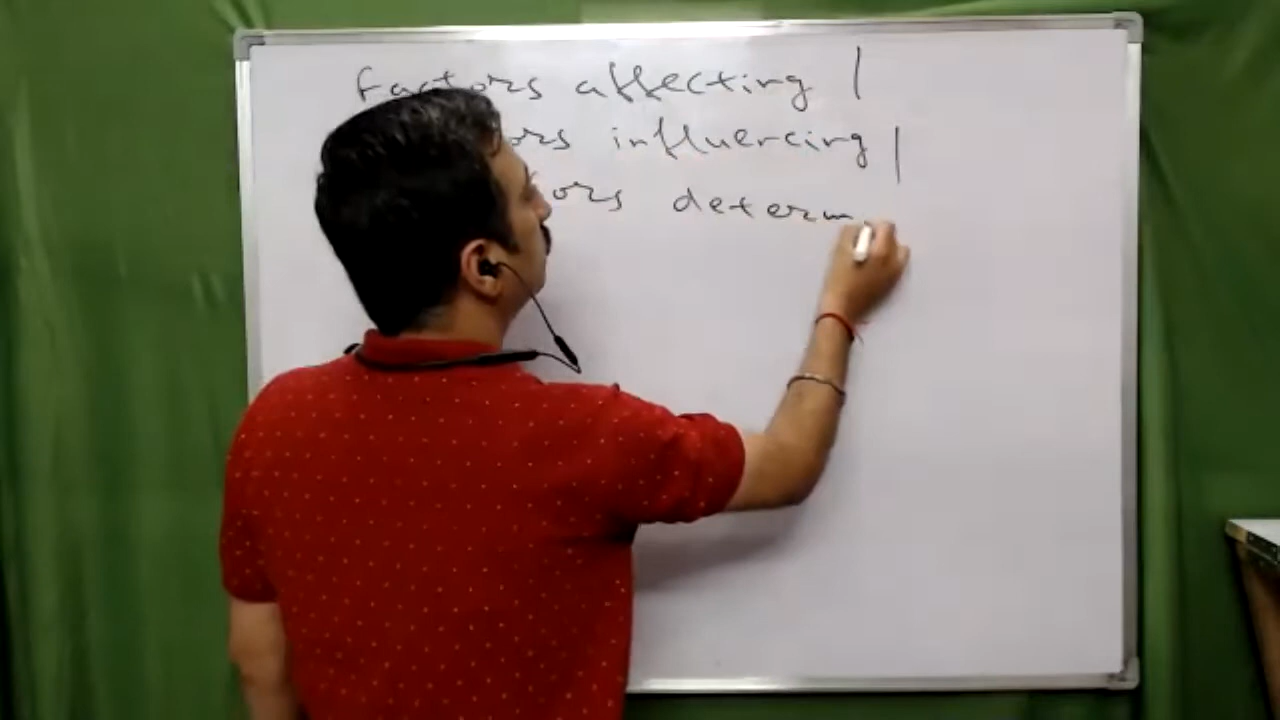 Factors affecting |
ors influencing |
ors determ